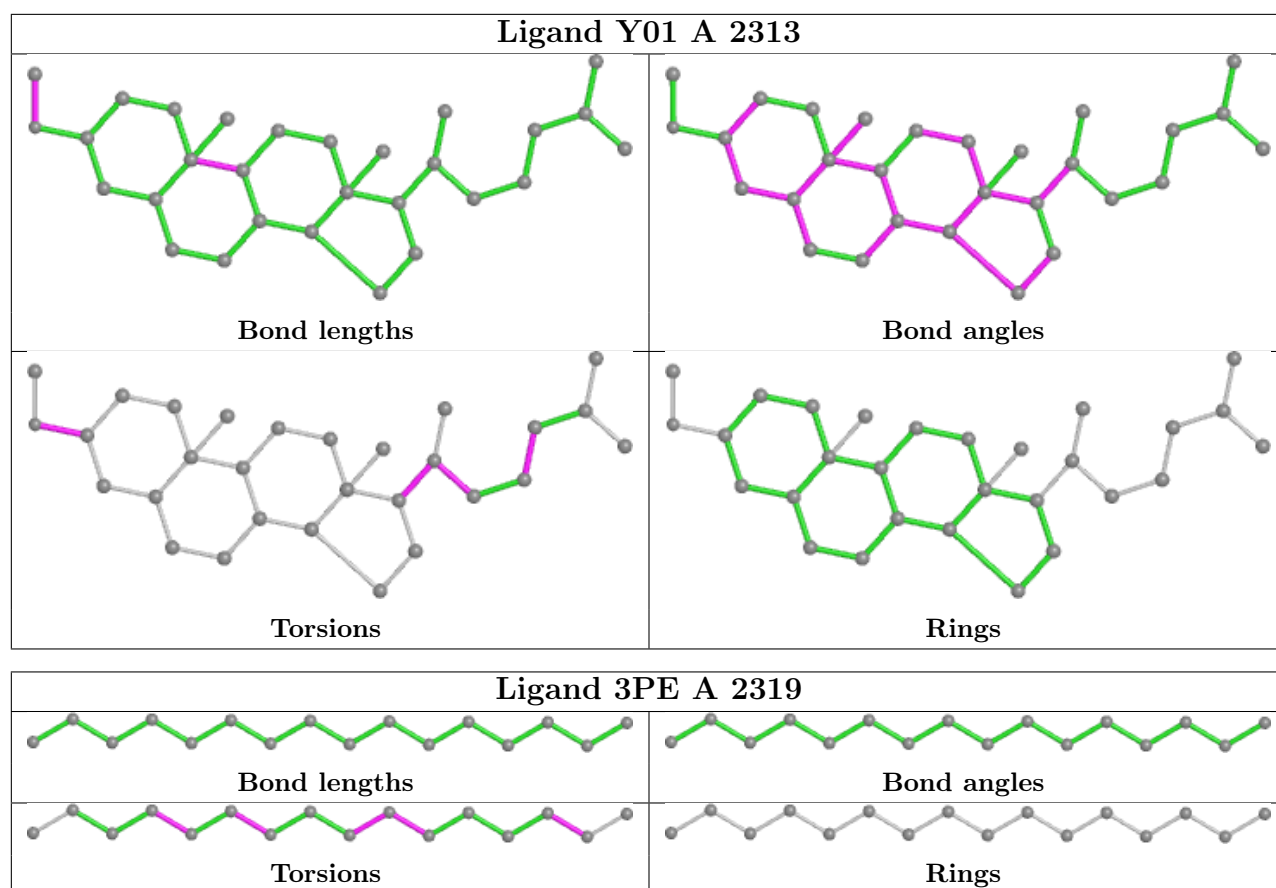 Ligand Y01 A 2313
Bond lengths
Bond angles
Torsions
Rings
Ligand 3PE A 2319
Bond lengths
Bond angles
Torsions
Rings